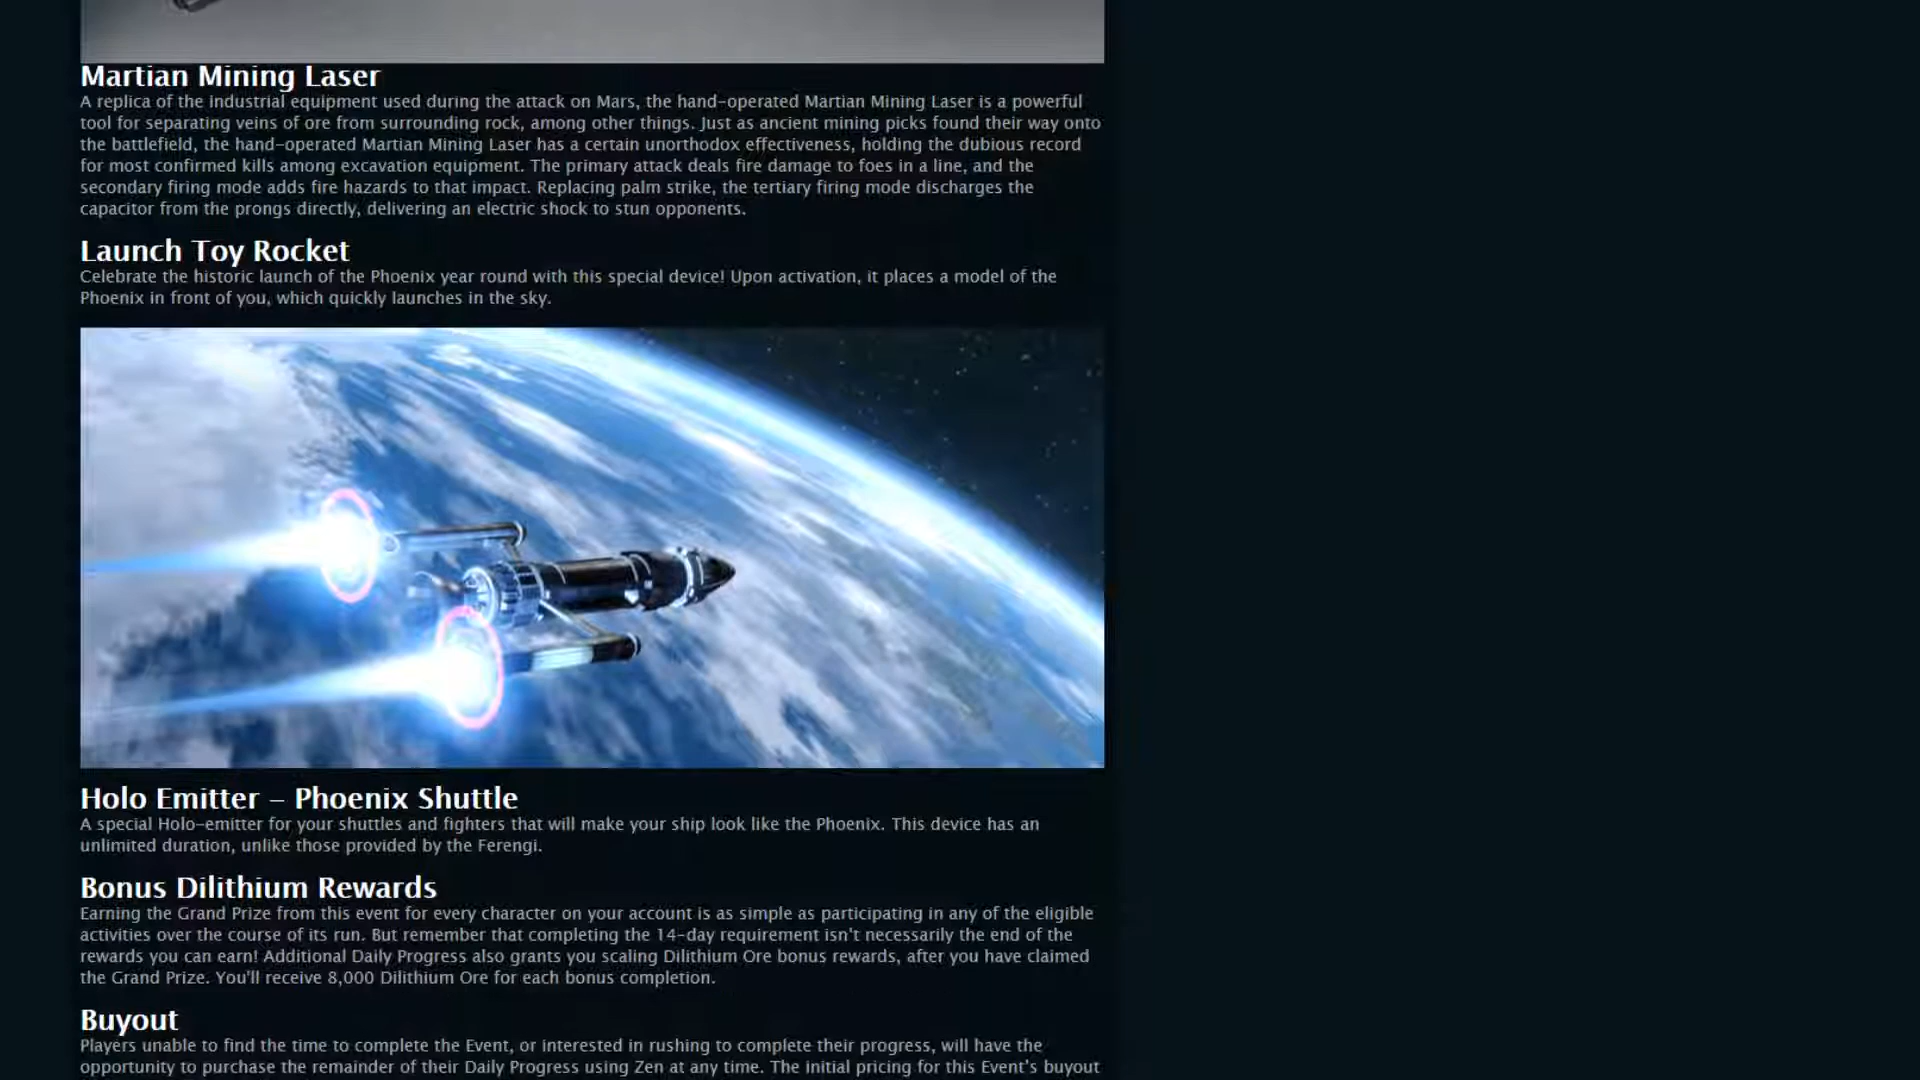 Martian Mining Laser
A replica of the industrial equipment used during the attack on Mars, the hand-operated Martian Mining Laser is a powerful
tool for separating veins of ore from surrounding rock, among other things. Just as ancient mining picks found their way onto
the battlefield, the hand-operated Martian Mining Laser has a certain unorthodox effectiveness, holding the dubious record
for most confirmed kills among excavation equipment. The primary attack deals fire damage to foes in a line, and the
secondary firing mode adds fire hazards to that impact. Replacing palm strike, the tertiary firing mode discharges the
capacitor from the prongs directly, delivering an electric shock to stun opponents.
Launch Toy Rocket
Celebrate the historic launch of the Phoenix year round with this special device! Upon activation, it places a model of the
Phoenix in front of you, which quickly launches in the sky.
Holo Emitter – Phoenix Shuttle
A special Holo-emitter for your shuttles and fighters that will make your ship look like the Phoenix. This device has an
unlimited duration, unlike those provided by the Ferengi.
Bonus Dilithium Rewards
Earning the Grand Prize from this event for every character on your account is as simple as participating in any of the eligible
activities over the course of its run. But remember that completing the 14-day requirement isn't necessarily the end of the
rewards you can earn! Additional Daily Progress also grants you scaling Dilithium Ore bonus rewards, after you have claimed
the Grand Prize. You'll receive 8,000 Dilithium Ore for each bonus completion.
Buyout
Players unable to find the time to complete the Event, or interested in rushing to complete their progress, will have the
opportunity to purchase the remainder of their Daily Progress using Zen at any time. The initial pricing for this Event's buyout